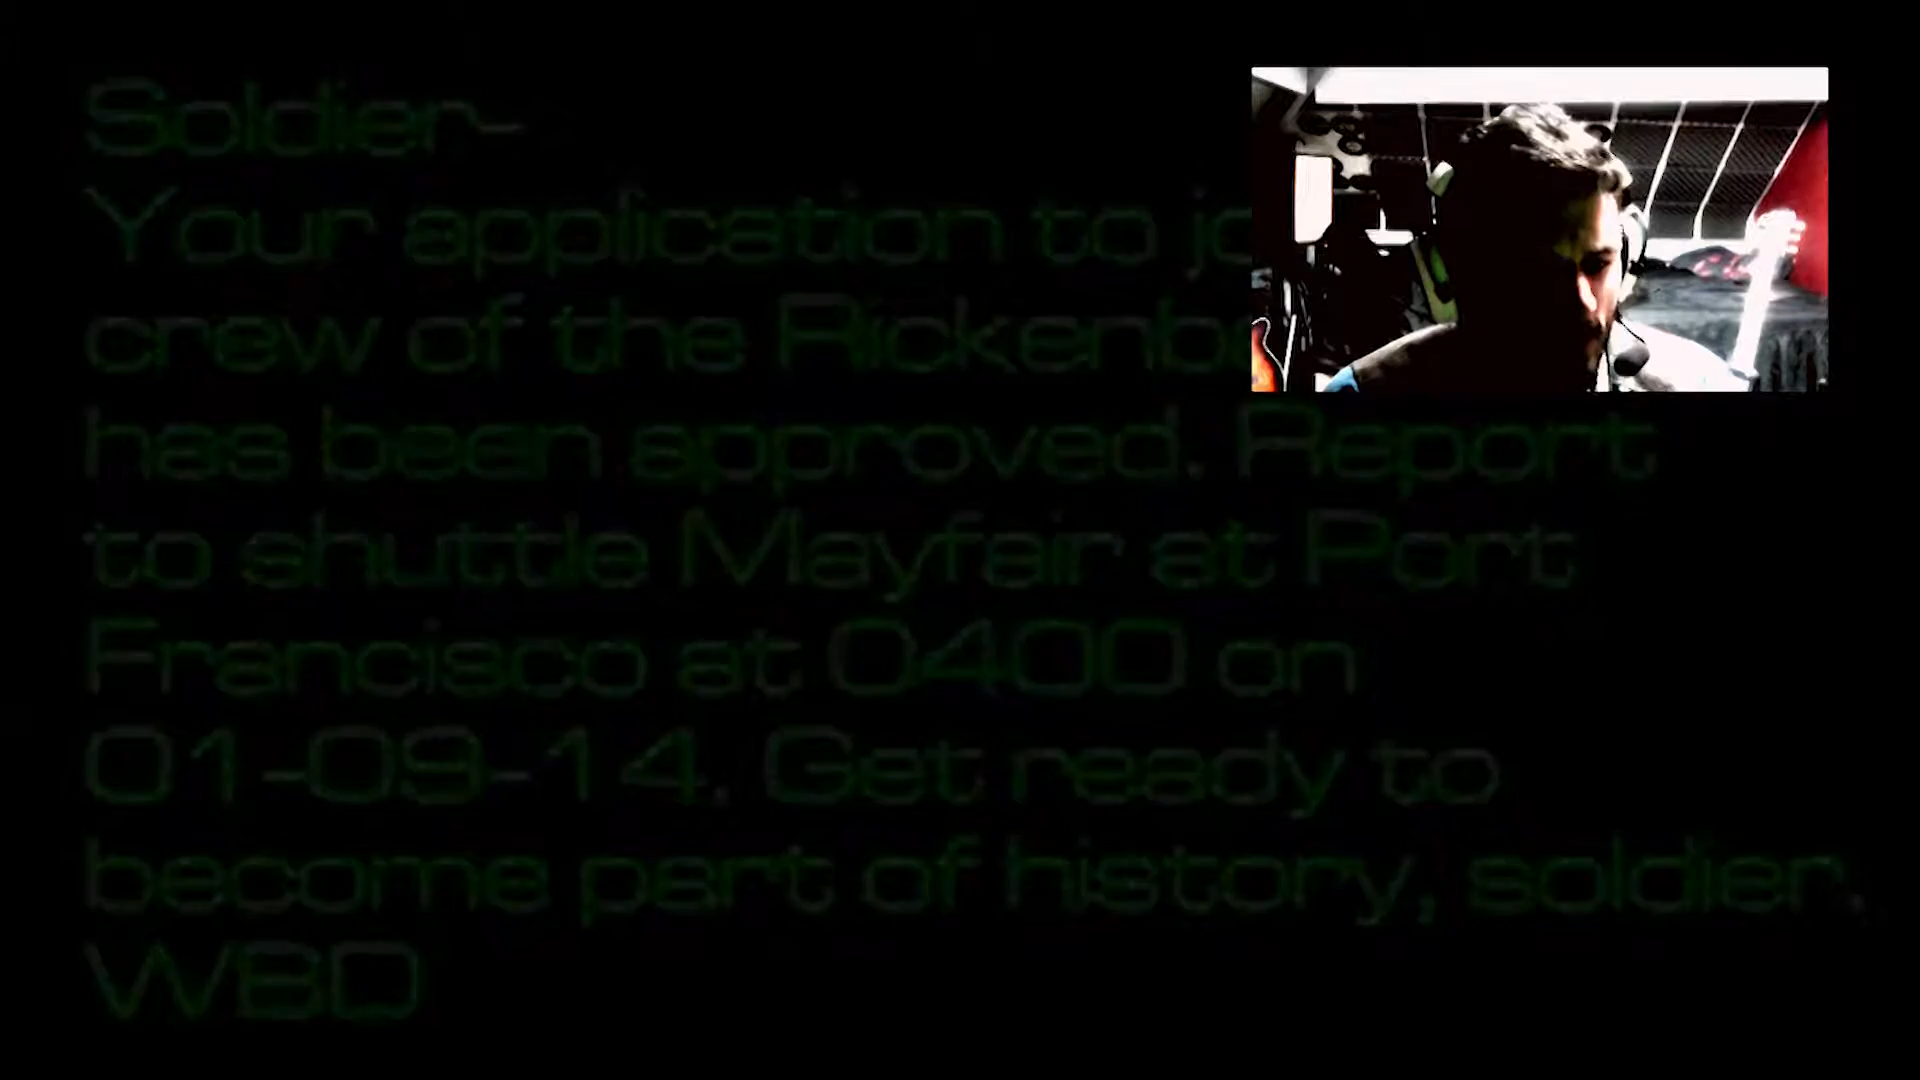 Soldier-
Your application to
crew of the
has been approved. Report
to shuttle Mayfair at Port
Francisco at 0400 on
01-09-14. Get ready to
become part of history, soldier.
WBD